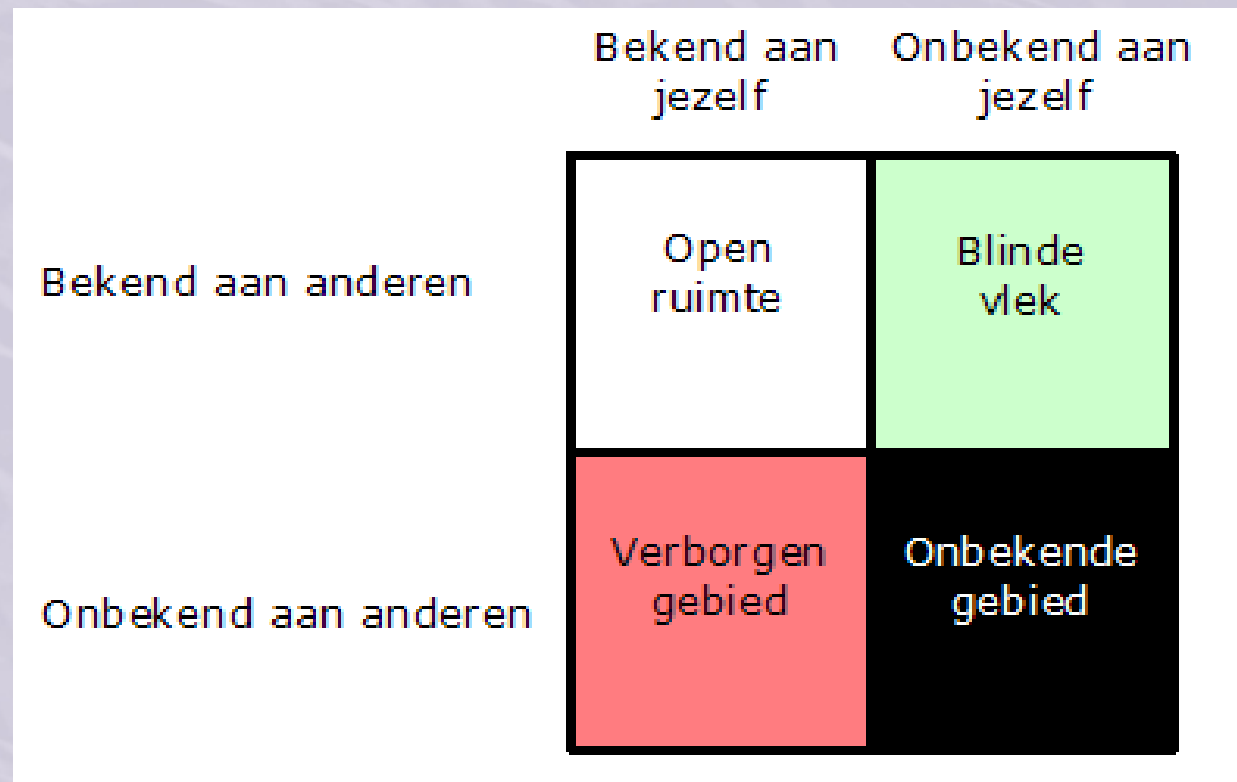 Bekend aan
jezelf
Onbekend aan
jezelf
Bekend aan anderen
Open
ruimte
Blinde
vlek
Onbekend aan anderen
Verborgen
gebied
Onbekende
gebied